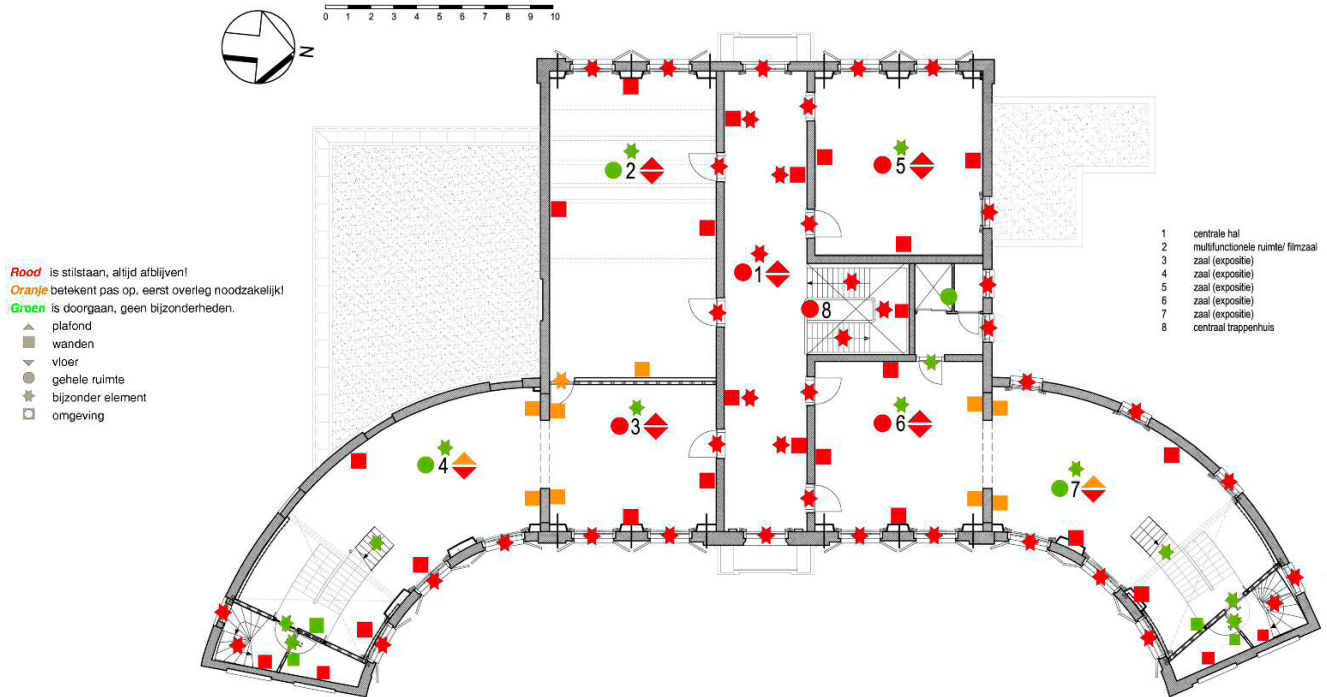 0 1 2 3 4 5 6 7 8 9 10
N
Rood is stilstaan, altijd afblijven!
Oranje betekent pas op, eerst overleg noodzakelijk!
Groen is doorgaan, geen bijzonderheden.
plafond
wanden
vloer
gehele ruimte
bijzonder element
omgeving
2
5
1
8
3
6
4
7
1 centrale hal
2 multifunctionele ruimte/ filmzaal
3 zaal (expositie)
4 zaal (expositie)
5 zaal (expositie)
6 zaal (expositie)
7 zaal (expositie)
8 centraal trappenhuis